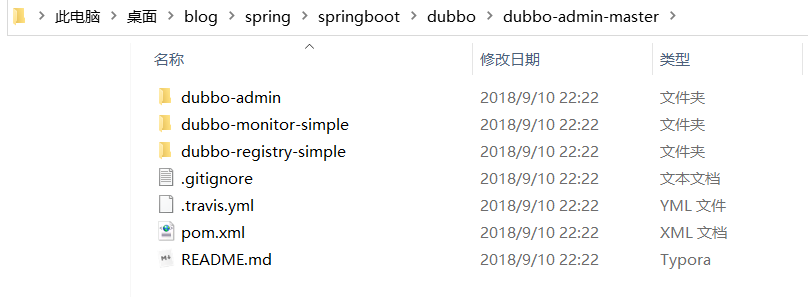 此电脑 > 桌面 > blog > spring > springboot > dubbo > dubbo-admin-master >
名称 修改日期 类型
dubbo-admin 2018/9/10 22:22 文件夹
dubbo-monitor-simple 2018/9/10 22:22 文件夹
dubbo-registry-simple 2018/9/10 22:22 文件夹
.gitignore 2018/9/10 22:22 文本文档
.travis.yml 2018/9/10 22:22 YML 文件
pom.xml 2018/9/10 22:22 XML 文档
README.md 2018/9/10 22:22 Typora